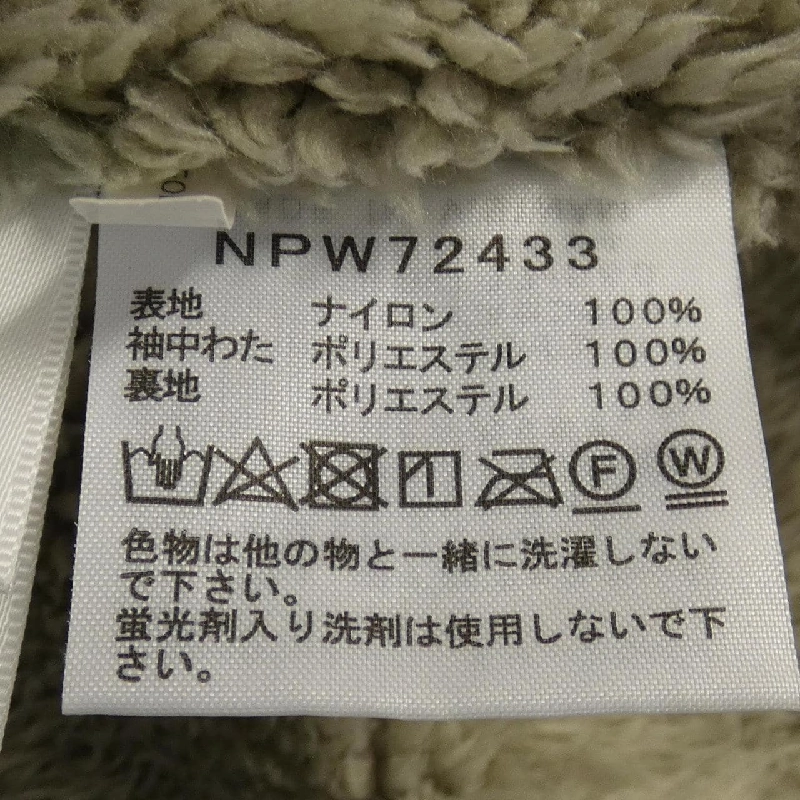 NPW72433
表地 ナイロン 100%
袖中わた ポリエステル 100%
裏地 ポリエステル 100%
F W
色物は他の物と一緒に洗濯しない
で下さい。
蛍光剤入り洗剤は使用しないで下
さい。